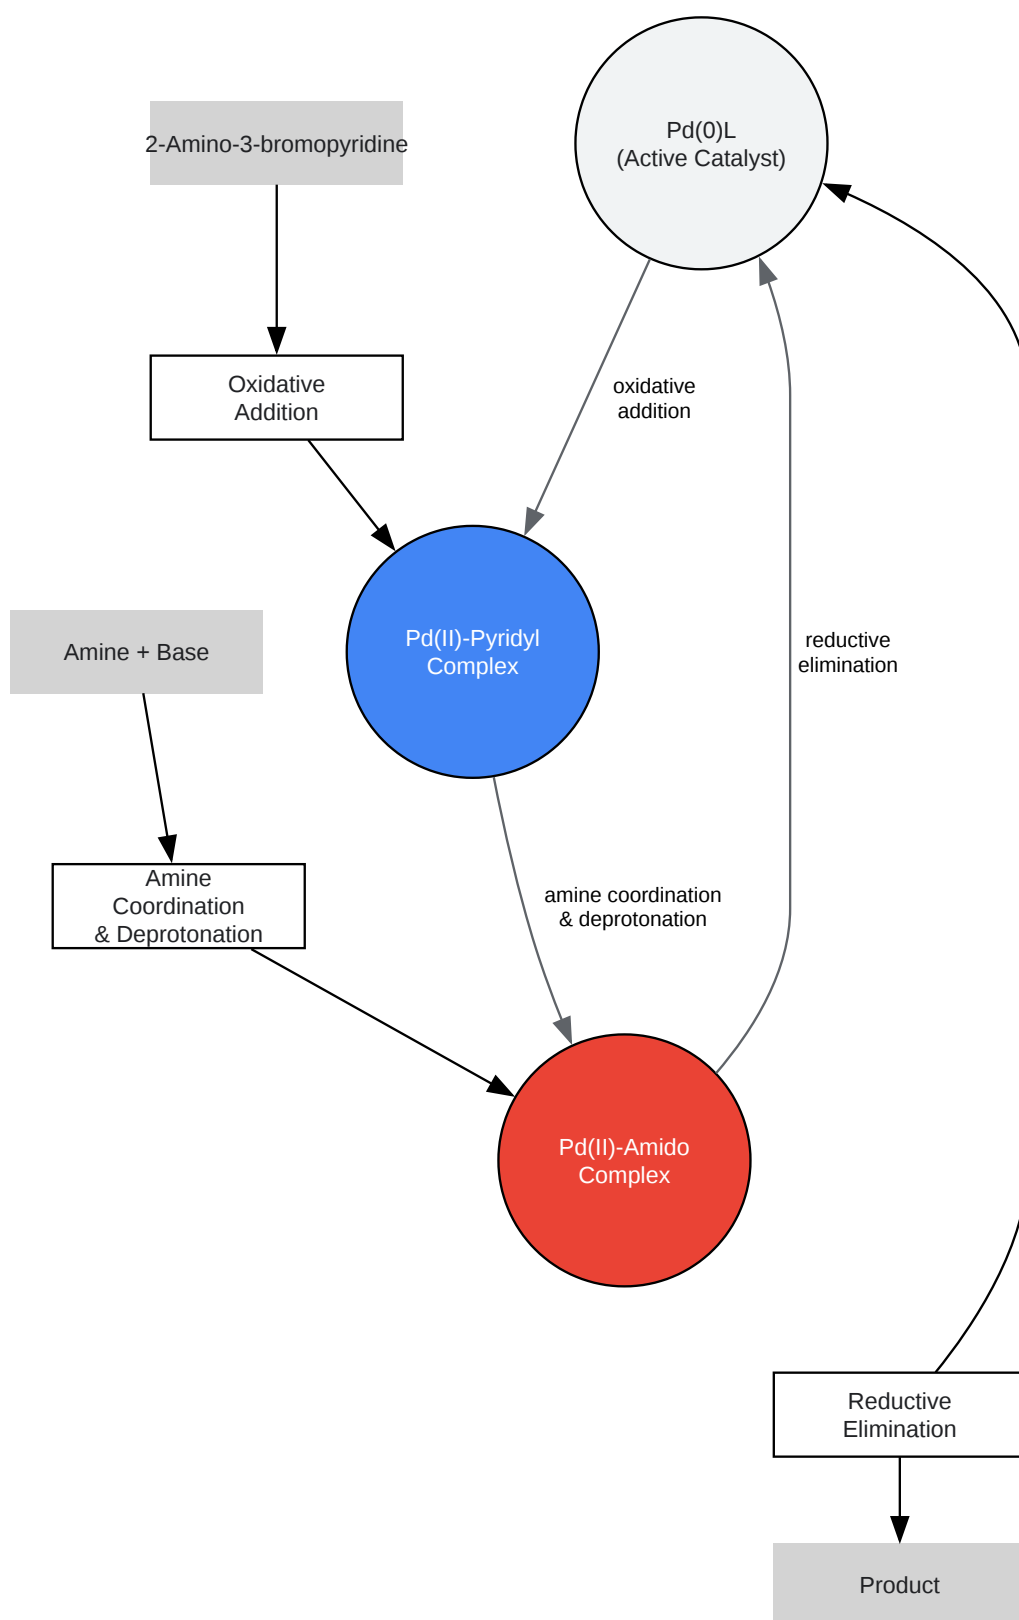 Pd(0)L
(Active Catalyst)
2-Amino-3-bromopyridine
Oxidative
Addition
oxidative
addition
Pd(II)-Pyridyl
Complex
Amine + Base
reductive
elimination
Amine
Coordination
& Deprotonation
amine coordination
& deprotonation
Pd(II)-Amido
Complex
Reductive
Elimination
Product